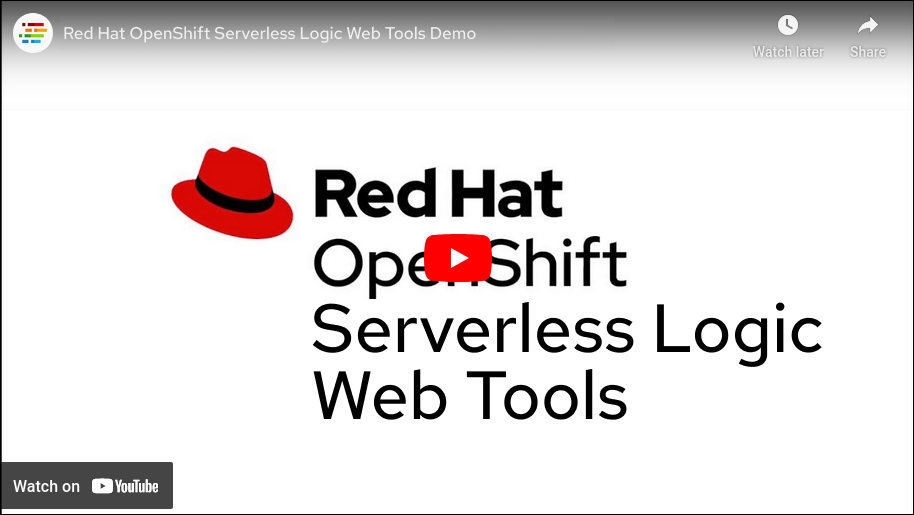 Red Hat OpenShift Serverless Logic Web Tools Demo
Watch later
Share
Red Hat
OpenShift
Serverless Logic
Web Tools
Watch on YouTube